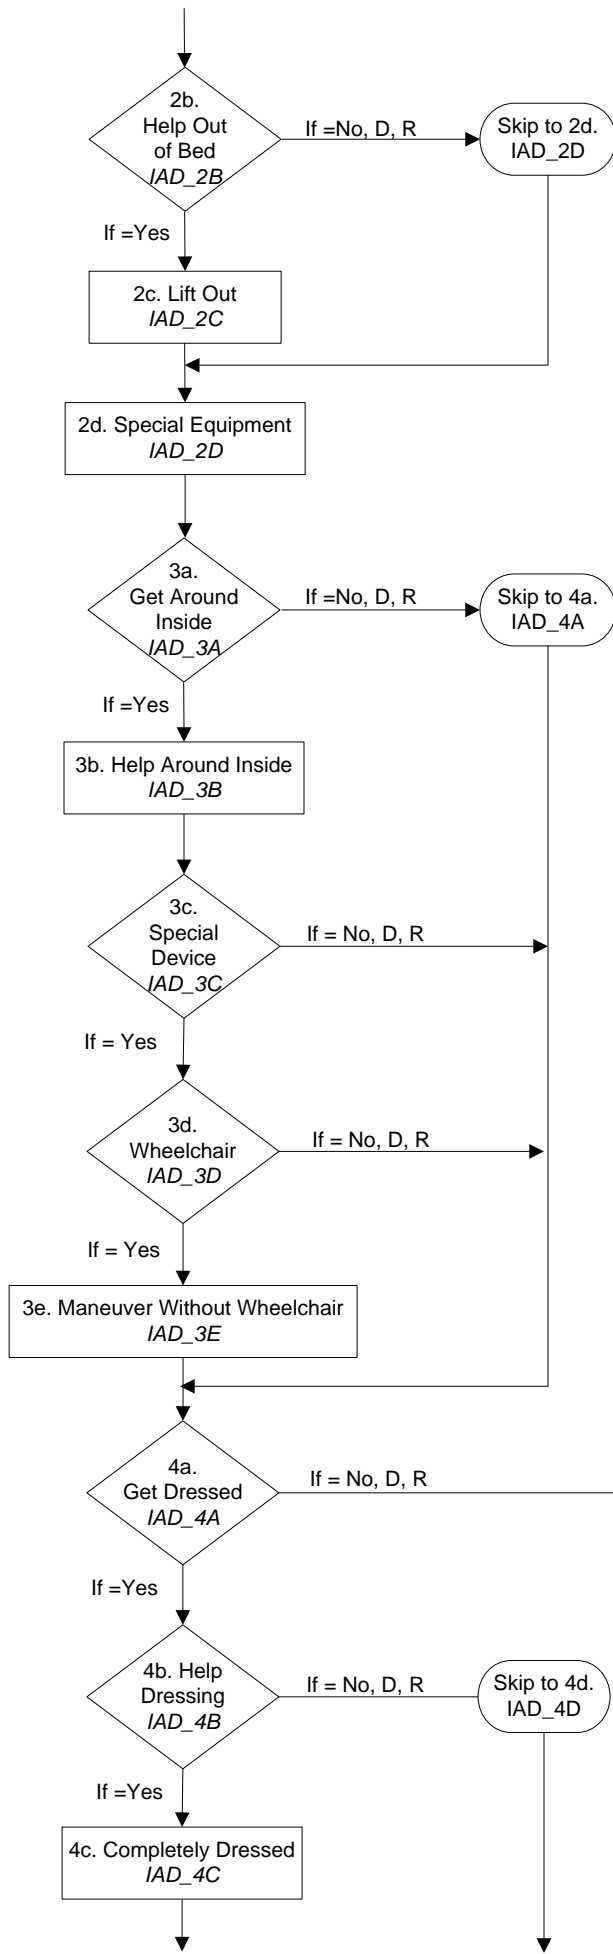 2b.
Help Out
of Bed
IAD_2B
If =No, D, R
Skip to 2d.
IAD_2D
If =Yes
2c. Lift Out
IAD_2C
2d. Special Equipment
IAD_2D
3a.
Get Around
Inside
IAD_3A
If =No, D, R
Skip to 4a.
IAD_4A
If =Yes
3b. Help Around Inside
IAD_3B
3c.
Special
Device
IAD_3C
If = No, D, R
If = Yes
3d.
Wheelchair
IAD_3D
If = No, D, R
If = Yes
3e. Maneuver Without Wheelchair
IAD_3E
4a.
Get Dressed
IAD_4A
If = No, D, R
If =Yes
4b. Help
Dressing
IAD_4B
If = No, D, R
Skip to 4d.
IAD_4D
If =Yes
4c. Completely Dressed
IAD_4C